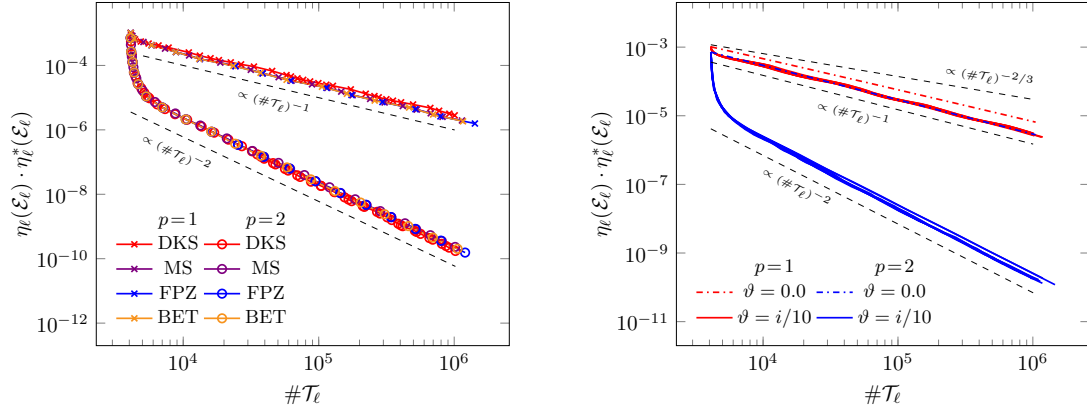 10^{-4}
10^{-6}
10^{-8}
10^{-10}
10^{-12}
η_ℓ(ℰ_ℓ) · η_ℓ^*(ℰ_ℓ)
∝ (#𝒯_ℓ)^{-1}
∝ (#𝒯_ℓ)^{-2}
p = 1 p = 2
DKS DKS
MS MS
FPZ FPZ
BET BET
10^4 10^5 10^6
#𝒯_ℓ
10^{-3}
10^{-5}
10^{-7}
10^{-9}
10^{-11}
η_ℓ(ℰ_ℓ) · η_ℓ^*(ℰ_ℓ)
∝ (#𝒯_ℓ)^{-2/3}
∝ (#𝒯_ℓ)^{-1}
∝ (#𝒯_ℓ)^{-2}
p = 1 p = 2
ϑ = 0.0 ϑ = 0.0
ϑ = i/10 ϑ = i/10
10^4 10^5 10^6
#𝒯_ℓ